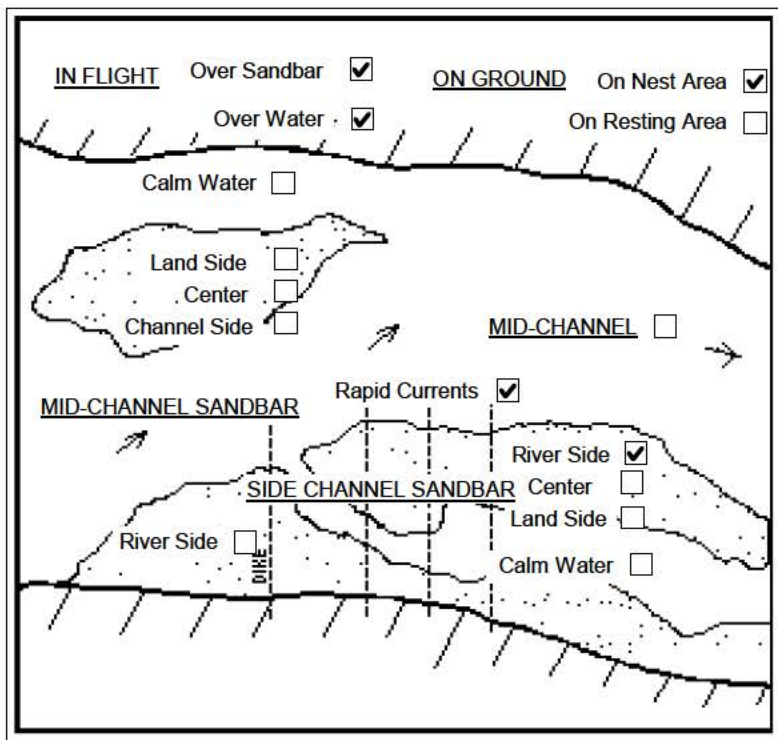 IN FLIGHT Over Sandbar ON GROUND On Nest Area
Over Water On Resting Area
Calm Water
Land Side
Center
Channel Side MID-CHANNEL
Rapid Currents
MID-CHANNEL SANDBAR
River Side
SIDE CHANNEL SANDBAR Center
Land Side
River Side
DIKE
Calm Water